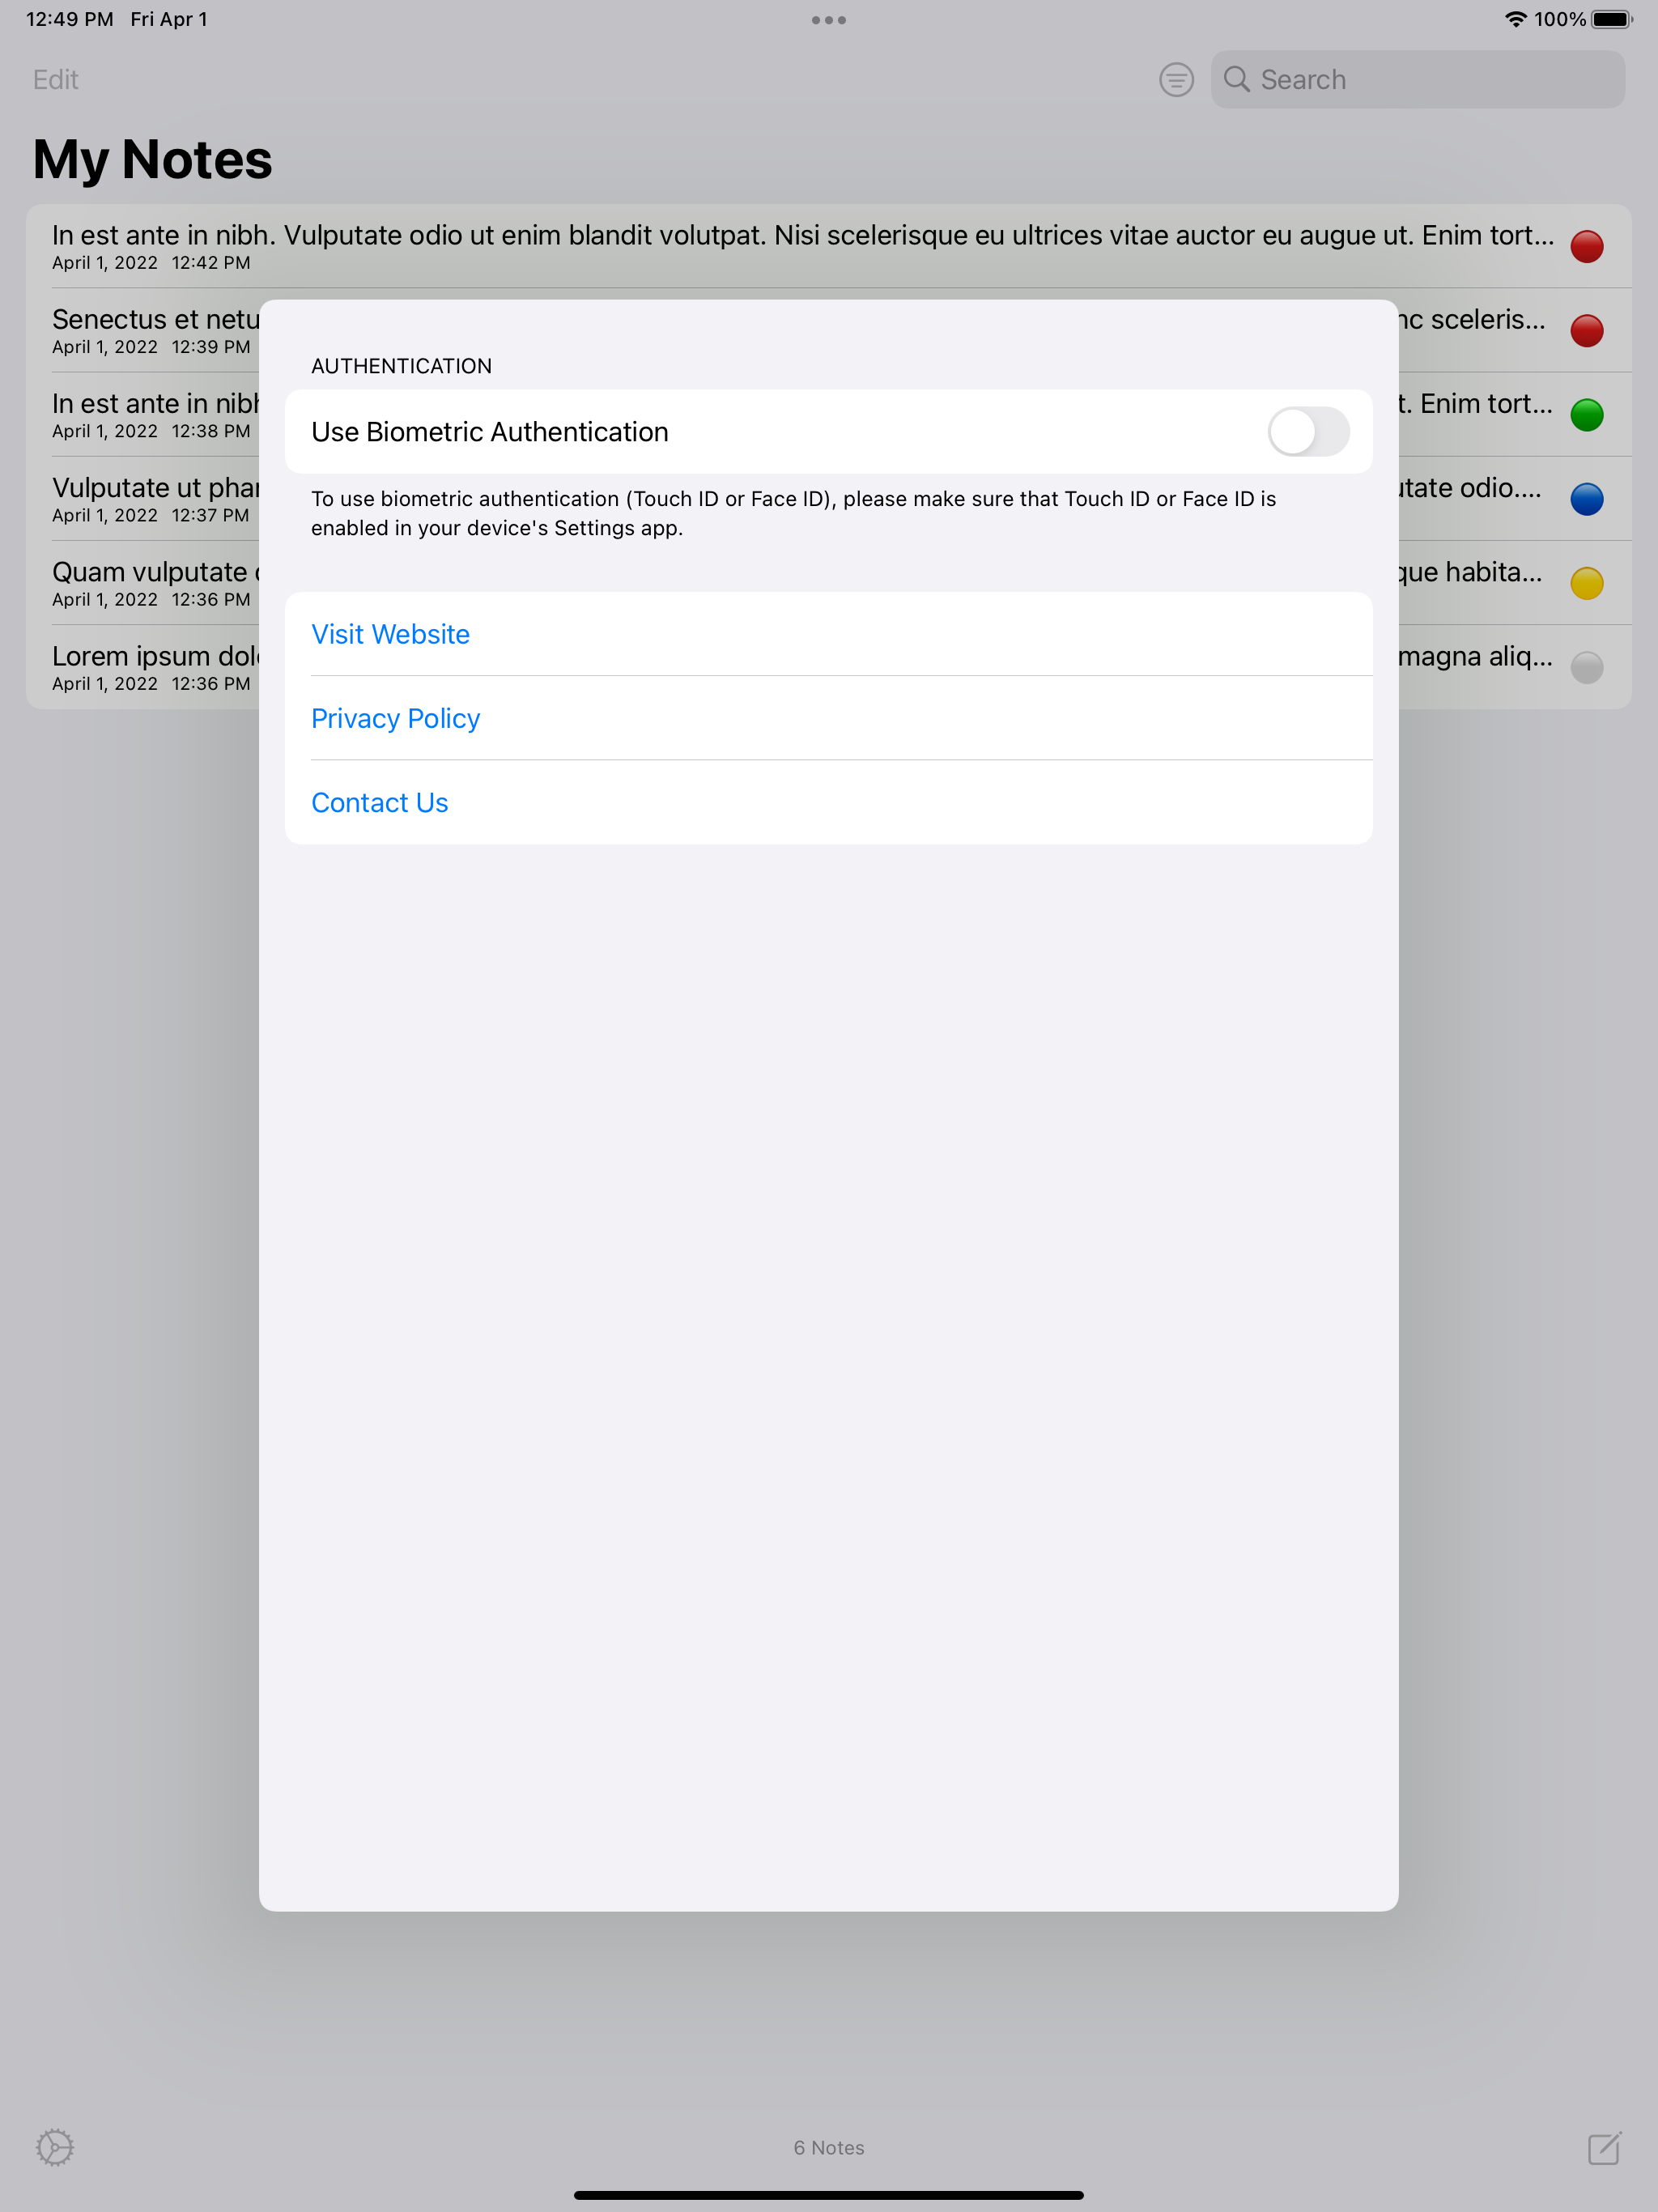 12:49 PM Fri Apr 1
100%
Edit
Search
My Notes
In est ante in nibh. Vulputate odio ut enim blandit volutpat. Nisi scelerisque eu ultrices vitae auctor eu augue ut. Enim tort...
April 1, 2022 12:42 PM
Senectus et netu
nc sceleris...
April 1, 2022 12:39 PM
In est ante in nibh
t. Enim tort...
April 1, 2022 12:38 PM
Vulputate ut phar
utate odio....
April 1, 2022 12:37 PM
Quam vulputate
que habita...
April 1, 2022 12:36 PM
Lorem ipsum dolo
magna aliq...
April 1, 2022 12:36 PM
AUTHENTICATION
Use Biometric Authentication
To use biometric authentication (Touch ID or Face ID), please make sure that Touch ID or Face ID is
enabled in your device's Settings app.
Visit Website
Privacy Policy
Contact Us
6 Notes